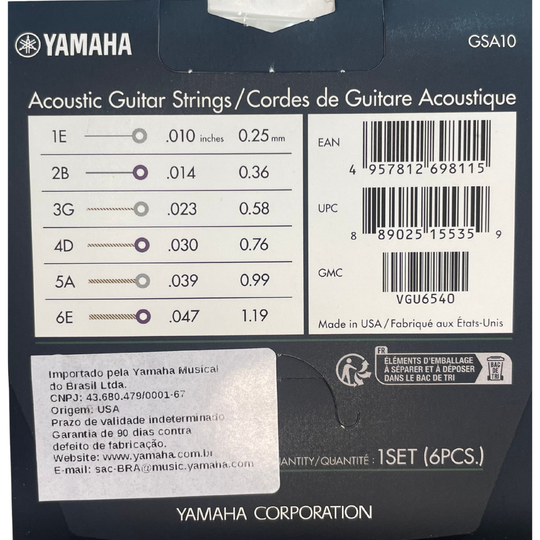 YAMAHA
GSA10
Acoustic Guitar Strings/Cordes de Guitare Acoustique
1E .010 inches 0.25 mm
2B .014 0.36
3G .023 0.58
4D .030 0.76
5A .039 0.99
6E .047 1.19
EAN
4 957812 698115
UPC
8 89025 15535 9
GMC
VGU6540
Made in USA/Fabriqué aux États-Unis
FR
ÉLÉMENTS D'EMBALLAGE
À SÉPARER ET À DÉPOSER
DANS LE BAC DE TRI
BAC
DE
TRI
Importado pela Yamaha Musical
do Brasil Ltda.
CNPJ: 43.680.479/0001-67
Origem: USA
Prazo de validade indeterminado
Garantia de 90 dias contra
defeito de fabricação.
Website: www.yamaha.com.br
E-mail: sac-BRA@music.yamaha.com
ANTITY/QUANTITÉ : 1SET (6PCS.)
YAMAHA CORPORATION